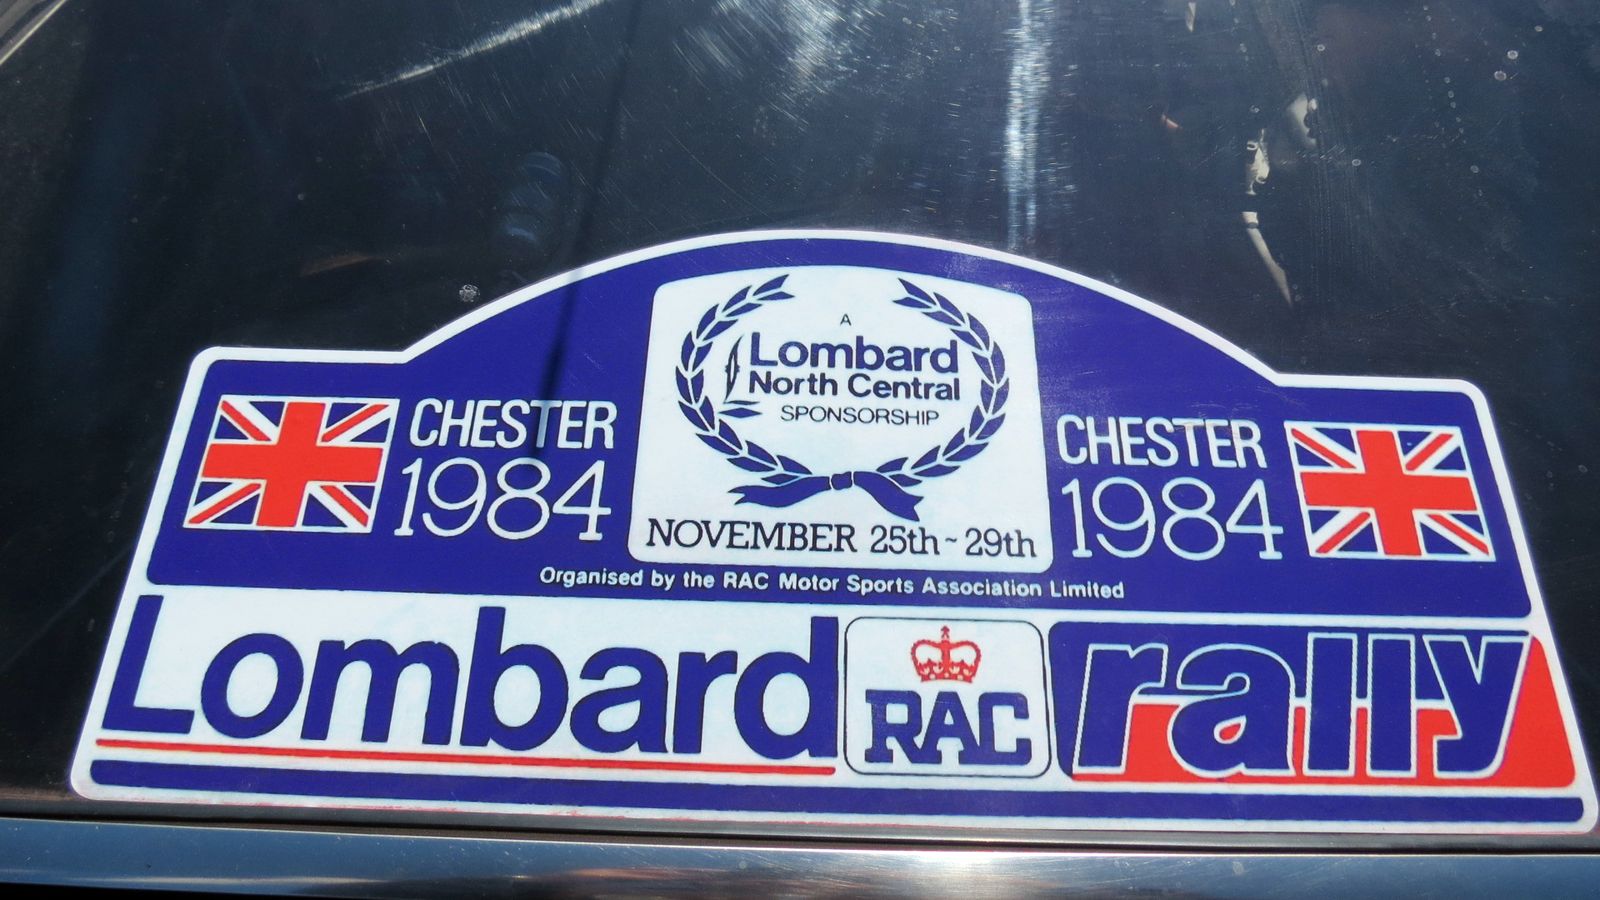 A
Lombard
North Central
SPONSORSHIP
CHESTER
1984
CHESTER
1984
NOVEMBER 25th ~ 29th
Organised by the RAC Motor Sports Association Limited
Lombard RAC rally